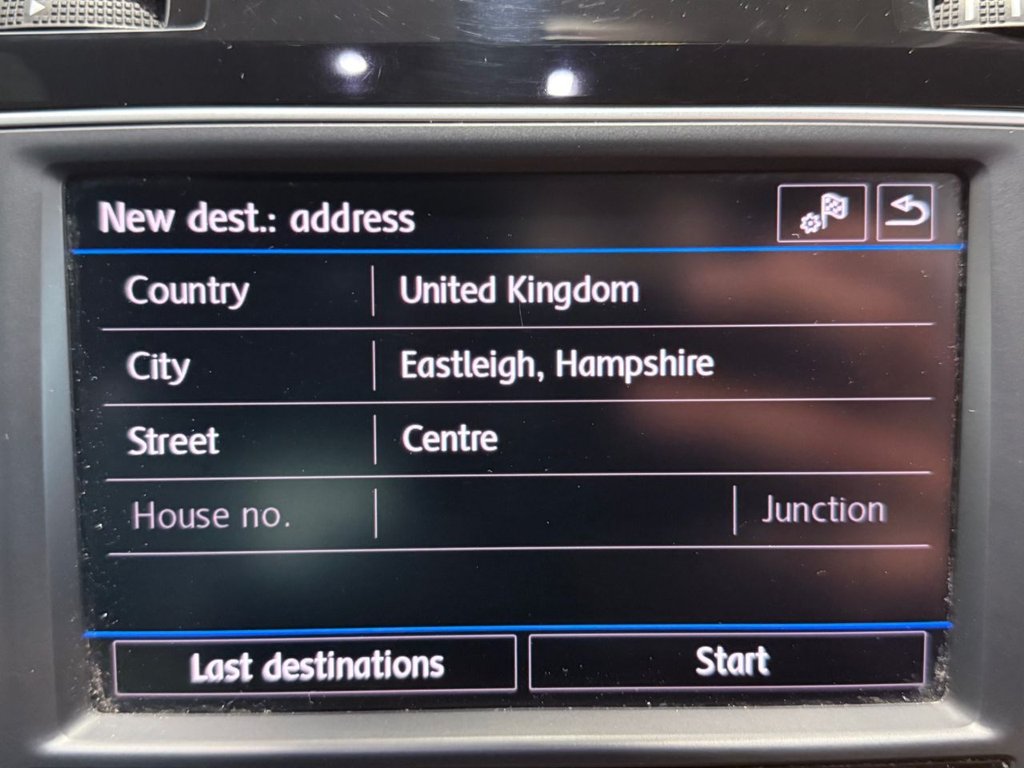 New dest.: address
Country United Kingdom
City Eastleigh, Hampshire
Street Centre
House no. Junction
Last destinations Start